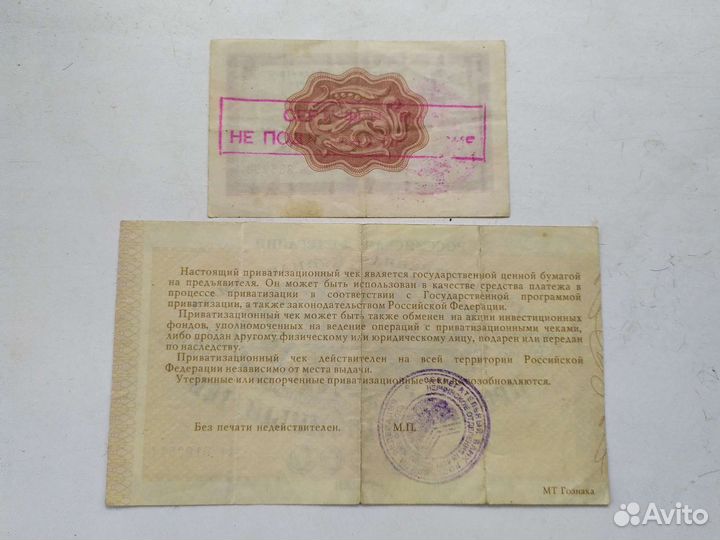 СЕР
НЕ ПОД
Настоящий приватизационный чек является государственной ценной бумагой
на предъявителя. Он может быть использован в качестве средства платежа в
процессе приватизации в соответствии с Государственной программой
приватизации, а также законодательством Российской Федерации.
Приватизационный чек может быть также обменен на акции инвестиционных
фондов, уполномоченных на ведение операций с приватизационными чеками,
либо продан другому физическому или юридическому лицу, подарен или передан
по наследству.
Приватизационный чек действителен на всей территории Российской
Федерации независимо от места выдачи.
Утерянные или испорченные приватизационные чеки не возобновляются.
Без печати недействителен.
М.П.
МТ Гознака
Avito